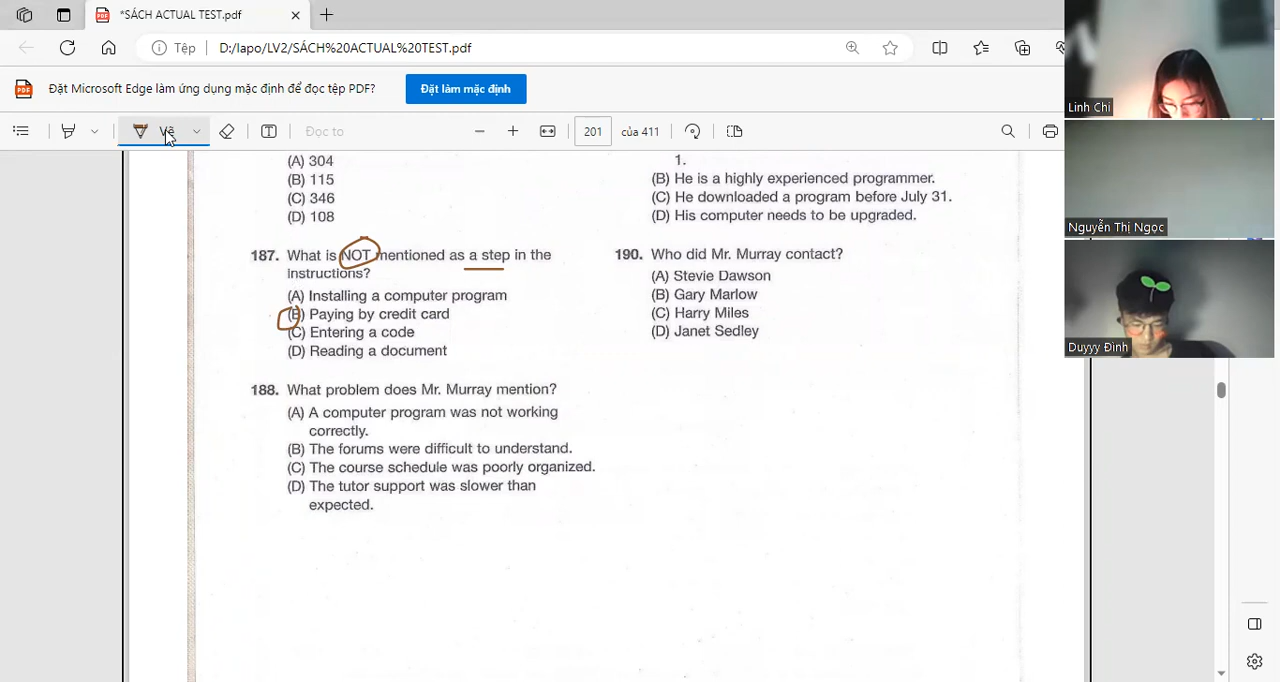 *SÁCH ACTUAL TEST.pdf
Tệp
D:/lapo/LV2/SÁCH%20ACTUAL%20TEST.pdf
Đặt Microsoft Edge làm ứng dụng mặc định để đọc tệp PDF?
Đặt làm mặc định
Vẽ
Đọc to
201
của 411
(A) 304
(B) 115
(C) 346
(D) 108
187. What is NOT mentioned as a step in the
instructions?
(A) Installing a computer program
(B) Paying by credit card
(C) Entering a code
(D) Reading a document
188. What problem does Mr. Murray mention?
(A) A computer program was not working
correctly.
(B) The forums were difficult to understand.
(C) The course schedule was poorly organized.
(D) The tutor support was slower than
expected.
1.
(B) He is a highly experienced programmer.
(C) He downloaded a program before July 31.
(D) His computer needs to be upgraded.
190. Who did Mr. Murray contact?
(A) Stevie Dawson
(B) Gary Marlow
(C) Harry Miles
(D) Janet Sedley
Linh Chi
Nguyễn Thị Ngọc
Duyyy Đình